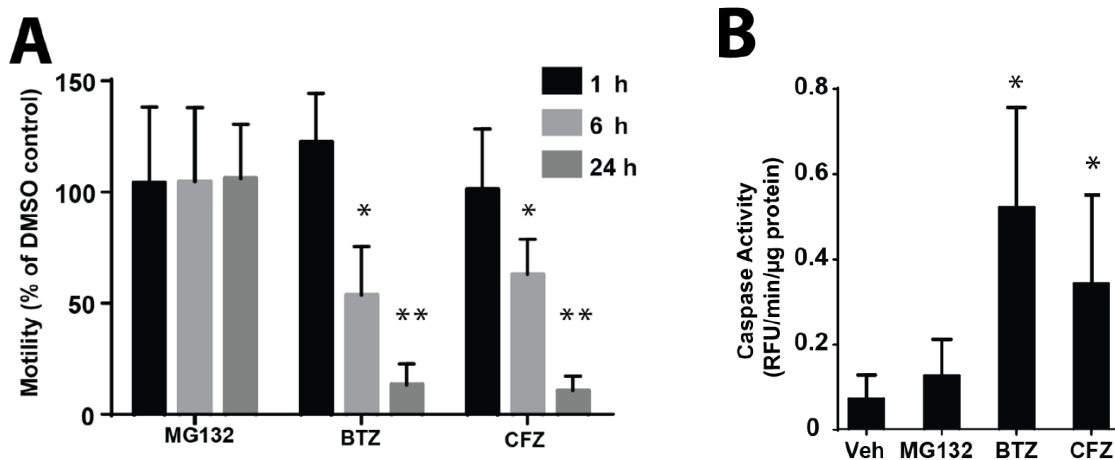 A
Motility (% of DMSO control)
150
100
50
0
1 h
6 h
24 h
*
**
*
**
MG132
BTZ
CFZ
B
Caspase Activity
(RFU/min/µg protein)
0.8
0.6
0.4
0.2
0
*
*
Veh
MG132
BTZ
CFZ